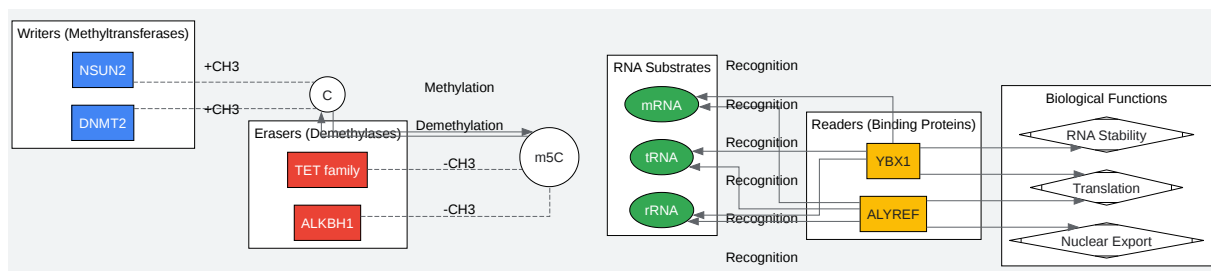 Writers (Methyltransferases)
NSUN2
DNMT2
+CH3
+CH3
C
Methylation
Demethylation
Erasers (Demethylases)
TET family
ALKBH1
-CH3
-CH3
m5C
RNA Substrates
mRNA
tRNA
rRNA
Recognition
Recognition
Recognition
Recognition
Recognition
Recognition
Readers (Binding Proteins)
YBX1
ALYREF
Biological Functions
RNA Stability
Translation
Nuclear Export